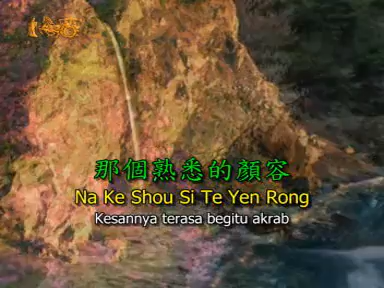 那個熟悉的顏容
Na Ke Shou Si Te Yen Rong
Kesannya terasa begitu akrab